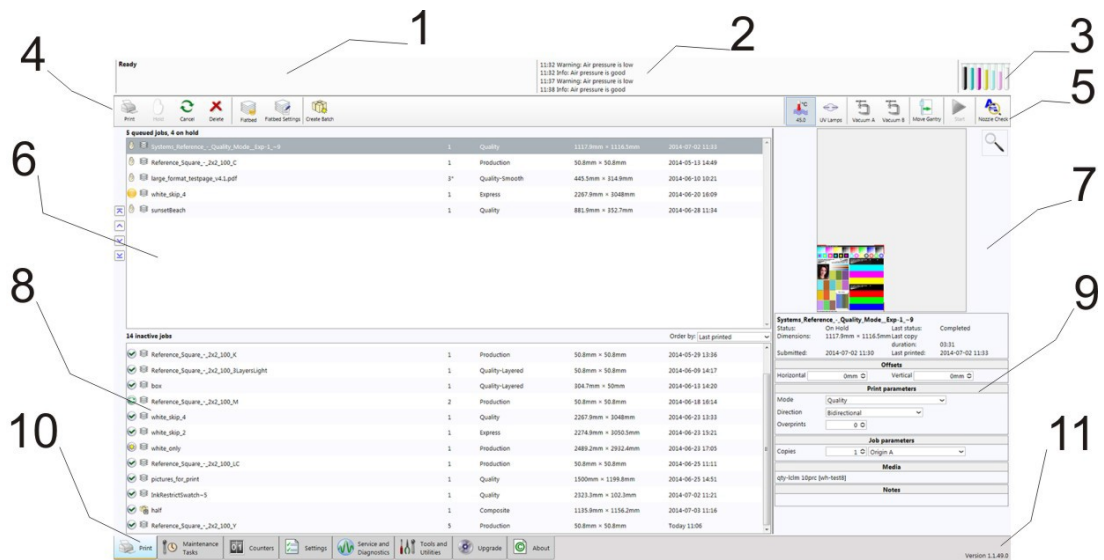 1
2
3
4
5
6
7
8
9
10
11
Ready
11:32 Warning: Air pressure is low
11:32 Info: Air pressure is good
11:37 Warning: Air pressure is low
11:38 Info: Air pressure is good
Print Hold Cancel Delete Flatbed Flatbed Settings Create Batch
45.0 UV Lamps Vacuum A Vacuum B Move Gantry Start Nozzle Check
5 queued jobs, 4 on hold
Systems_Reference_-_Quality_Mode__Exp-1_~9 1 Quality 1117.9mm × 1116.5mm 2014-07-02 11:33
Reference_Square_-_2x2_100_C 1 Production 50.8mm × 50.8mm 2014-05-13 14:49
large_format_testpage_v4.1.pdf 3* Quality-Smooth 445.5mm × 314.9mm 2014-06-10 10:21
white_skip_4 1 Express 2267.9mm × 3048mm 2014-06-20 16:09
sunsetBeach 1 Quality 881.9mm × 352.7mm 2014-06-28 11:34
14 inactive jobs Order by: Last printed
Reference_Square_-_2x2_100_K 1 Production 50.8mm × 50.8mm 2014-05-29 13:36
Reference_Square_-_2x2_100_3LayersLight 1 Quality-Layered 50.8mm × 50.8mm 2014-06-09 14:17
box 1 Quality-Layered 304.7mm × 50mm 2014-06-13 14:20
Reference_Square_-_2x2_100_M 2 Production 50.8mm × 50.8mm 2014-06-18 16:14
white_skip_4 1 Quality 2267.9mm × 3048mm 2014-06-23 13:33
white_skip_2 1 Express 2274.9mm × 3050.5mm 2014-06-23 15:21
white_only 1 Production 2489.2mm × 2932.4mm 2014-06-23 17:05
Reference_Square_-_2x2_100_LC 1 Production 50.8mm × 50.8mm 2014-06-25 11:11
pictures_for_print 1 Quality 1500mm × 1199.8mm 2014-06-25 14:51
InkRestrictSwatch~5 1 Quality 2323.3mm × 102.3mm 2014-07-02 11:21
half 1 Composite 1135.9mm × 1156.2mm 2014-07-03 11:16
Reference_Square_-_2x2_100_Y 5 Production 50.8mm × 50.8mm Today 11:06
Systems_Reference_-_Quality_Mode__Exp-1_~9
Status: On Hold Last status: Completed
Dimensions: 1117.9mm × 1116.5mm Last copy duration: 03:31
Submitted: 2014-07-02 11:30 Last printed: 2014-07-02 11:33
Offsets
Horizontal 0mm Vertical 0mm
Print parameters
Mode Quality
Direction Bidirectional
Overprints 0
Job parameters
Copies 1 Origin A
Media
qty-lclm 10prc [wh-test8]
Notes
Print Maintenance Tasks Counters Settings Service and Diagnostics Tools and Utilities Upgrade About
Version 1.1.49.0